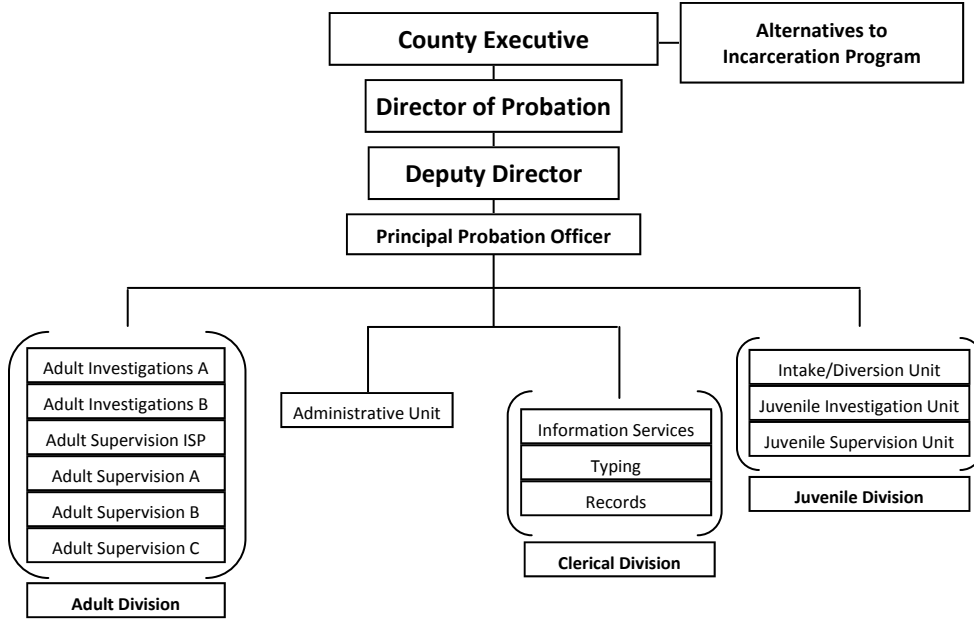 County Executive
Alternatives to
Incarceration Program
Director of Probation
Deputy Director
Principal Probation Officer
Adult Investigations A
Adult Investigations B
Adult Supervision ISP
Adult Supervision A
Adult Supervision B
Adult Supervision C
Adult Division
Administrative Unit
Information Services
Typing
Records
Clerical Division
Intake/Diversion Unit
Juvenile Investigation Unit
Juvenile Supervision Unit
Juvenile Division